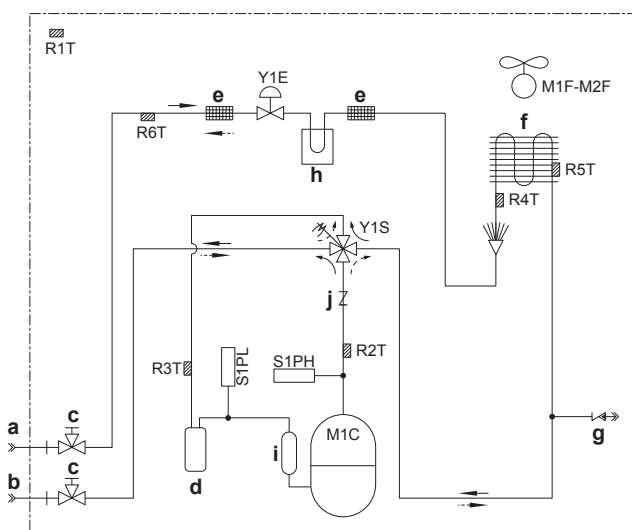 R1T
Y1E
M1F-M2F
e
e
f
R6T
h
R5T
R4T
Y1S
j
R3T
S1PL
S1PH
R2T
a
c
M1C
g
b
c
d
i